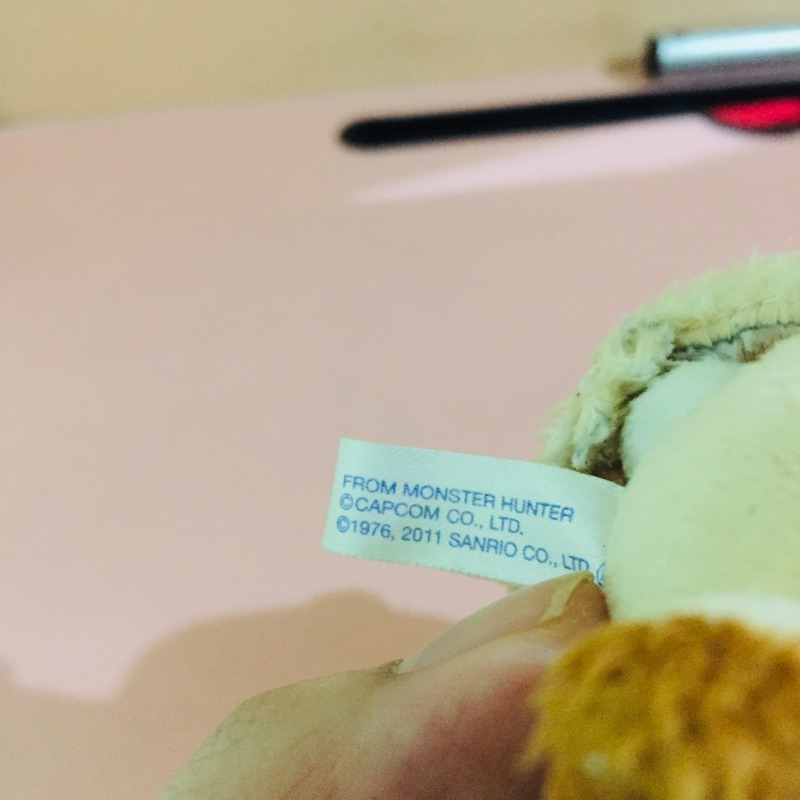 FROM MONSTER HUNTER
©CAPCOM CO., LTD.
©1976, 2011 SANRIO CO., LTD.